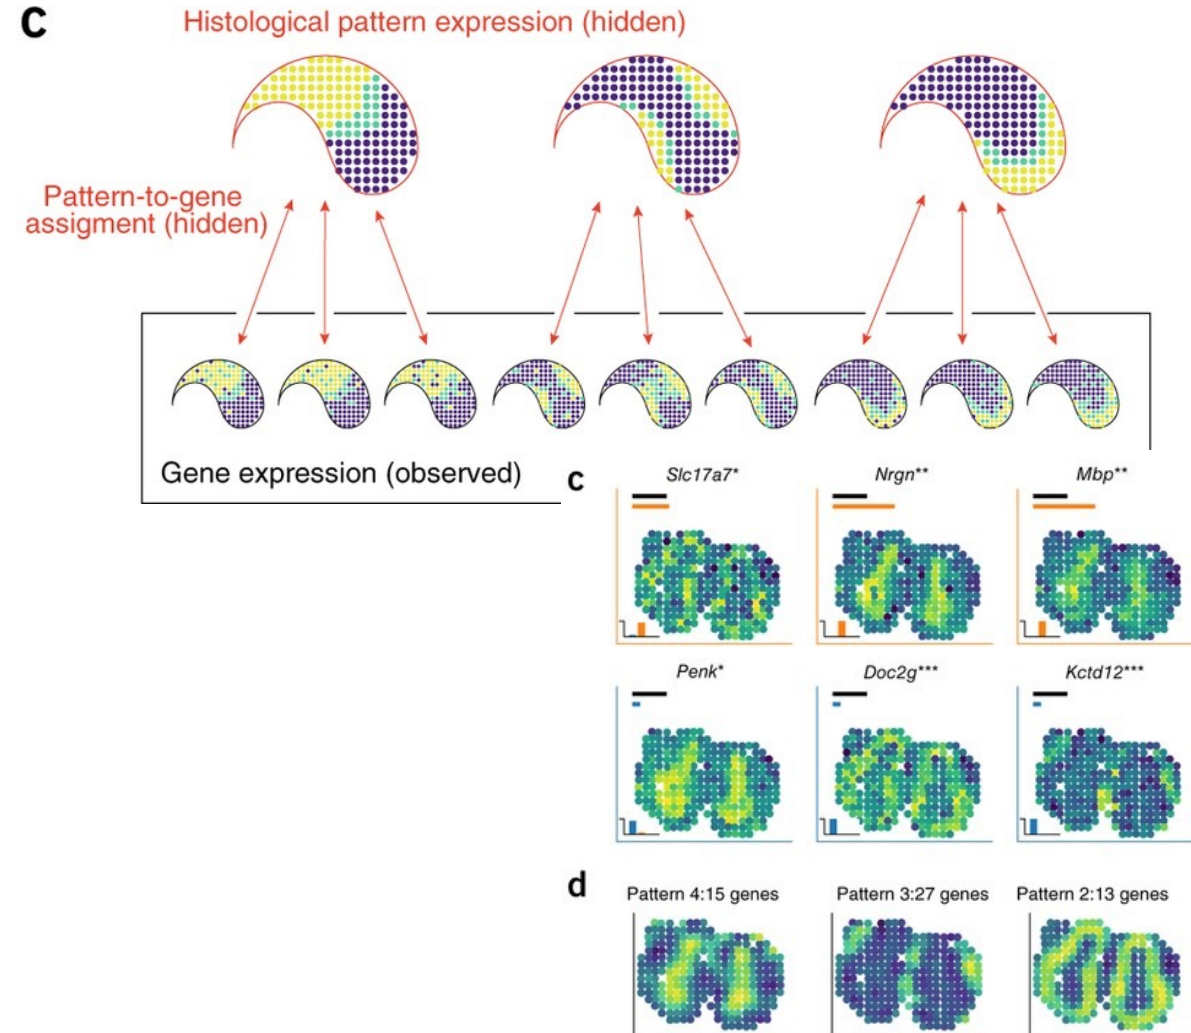 C
Histological pattern expression (hidden)
Pattern-to-gene
assigment (hidden)
Gene expression (observed)
c
Slc17a7*
Nrgn**
Mbp**
Penk*
Doc2g***
Kctd12***
d
Pattern 4:15 genes
Pattern 3:27 genes
Pattern 2:13 genes